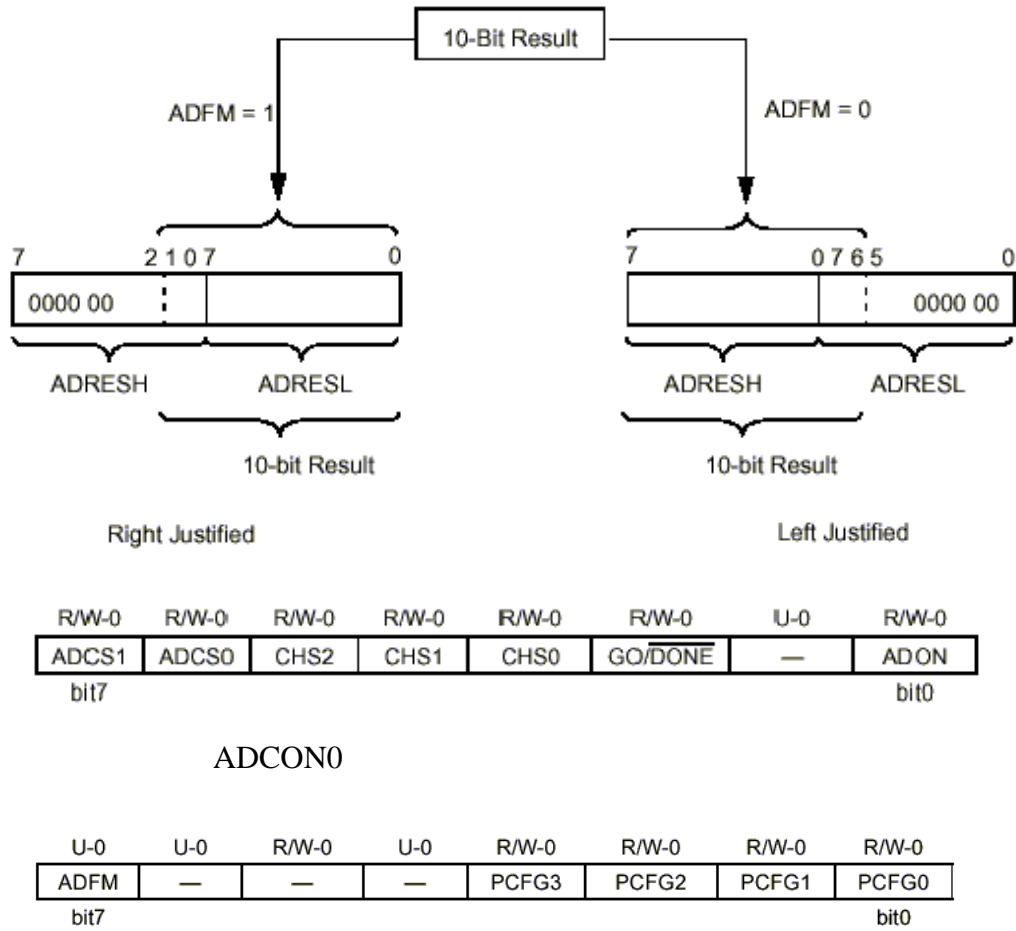 10-Bit Result
ADFM = 1
ADFM = 0
7 2 1 0 7 0
7 0 7 6 5 0
0000 00
0000 00
ADRESH ADRESL
ADRESH ADRESL
10-bit Result
10-bit Result
Right Justified
Left Justified
R/W-0 R/W-0 R/W-0 R/W-0 R/W-0 R/W-0 U-0 R/W-0
ADCS1 ADCS0 CHS2 CHS1 CHS0 GO/DONE — ADON
bit7 bit0
ADCON0
U-0 U-0 R/W-0 U-0 R/W-0 R/W-0 R/W-0 R/W-0
ADFM — — — PCFG3 PCFG2 PCFG1 PCFG0
bit7 bit0